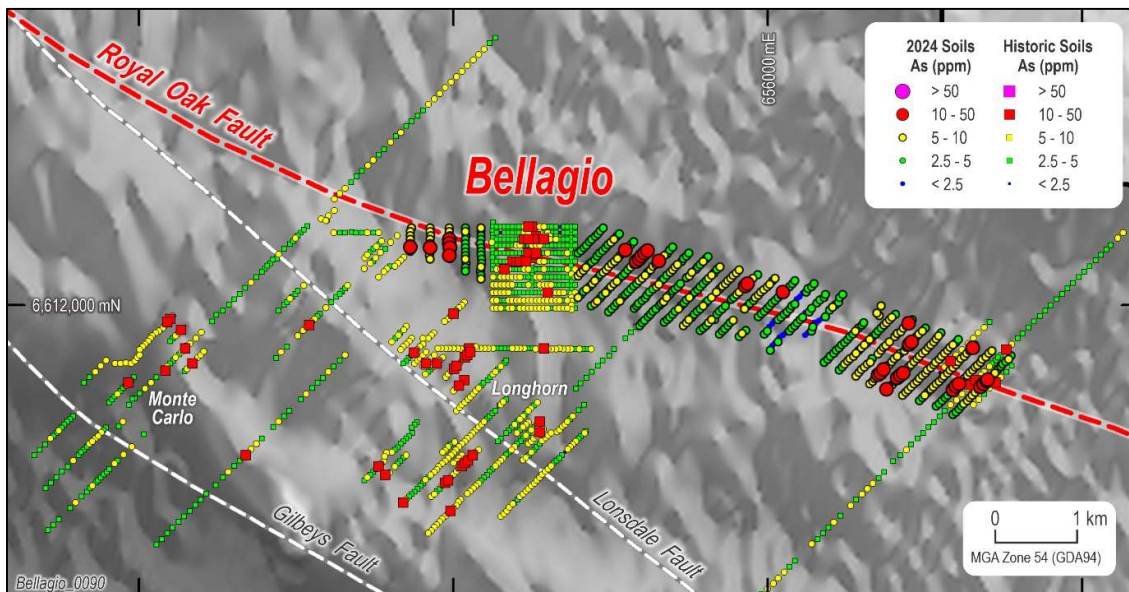 Royal Oak Fault
Bellagio
656000 mE
2024 Soils
As (ppm)
> 50
10 - 50
5 - 10
2.5 - 5
< 2.5
Historic Soils
As (ppm)
> 50
10 - 50
5 - 10
2.5 - 5
< 2.5
6,612,000 mN
Monte
Carlo
Longhorn
Gilbeys Fault
Lonsdale Fault
0 1 km
MGA Zone 54 (GDA94)
Bellagio_0090